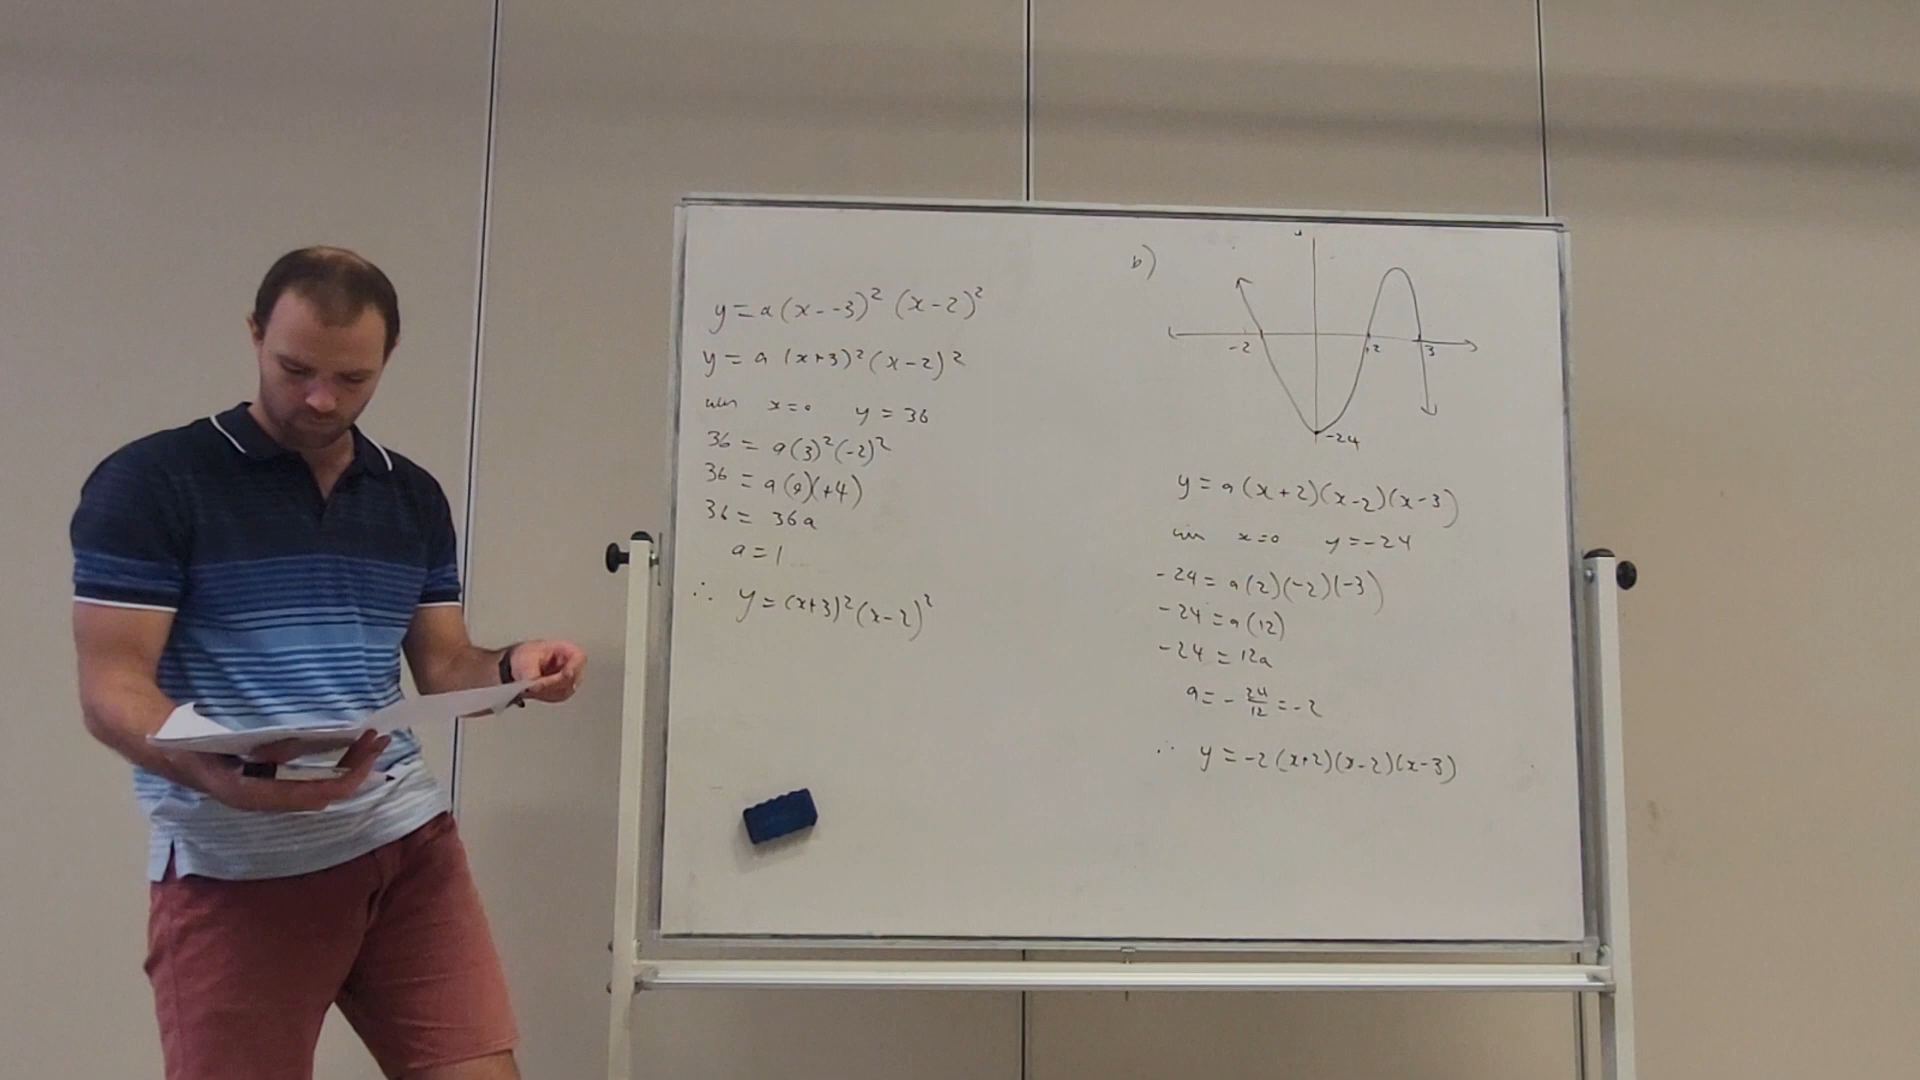 y = a (x - -3)² (x - 2)²
y = a (x+3)² (x - 2)²
when x = 0 y = 36
36 = a (3)² (-2)²
36 = a (9)(+4)
36 = 36a
a = 1
∴ y = (x+3)² (x - 2)²
b)
-2 +2 3
-24
y = a (x+2)(x-2)(x-3)
when x = 0 y = -24
-24 = a (2)(-2)(-3)
-24 = a (12)
-24 = 12a
a = - 24/12 = -2
∴ y = -2 (x+2)(x-2)(x-3)